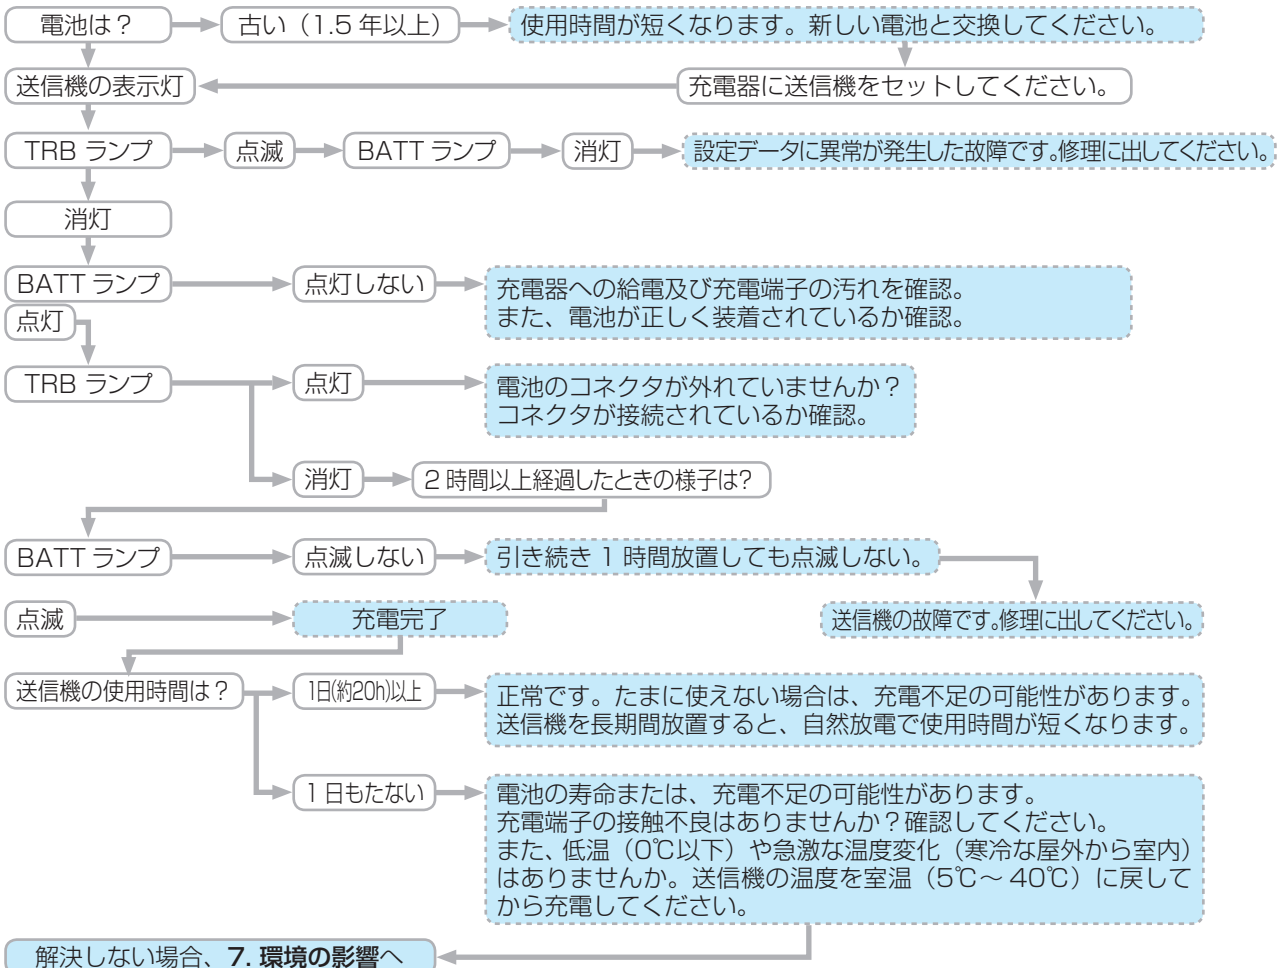 電池は？
古い（1.5 年以上）
使用時間が短くなります。新しい電池と交換してください。
送信機の表示灯
充電器に送信機をセットしてください。
TRB ランプ
点滅
BATT ランプ
消灯
設定データに異常が発生した故障です。修理に出してください。
消灯
BATT ランプ
点灯しない
充電器への給電及び充電端子の汚れを確認。
また、電池が正しく装着されているか確認。
点灯
TRB ランプ
点灯
電池のコネクタが外れていませんか？
コネクタが接続されているか確認。
消灯
2 時間以上経過したときの様子は？
BATT ランプ
点滅しない
引き続き 1 時間放置しても点滅しない。
点滅
充電完了
送信機の故障です。修理に出してください。
送信機の使用時間は？
1日(約20h)以上
正常です。たまに使えない場合は、充電不足の可能性があります。
送信機を長期間放置すると、自然放電で使用時間が短くなります。
1 日もたない
電池の寿命または、充電不足の可能性があります。
充電端子の接触不良はありませんか？確認してください。
また、低温（0℃以下）や急激な温度変化（寒冷な屋外から室内）
はありませんか。送信機の温度を室温（5℃～ 40℃）に戻して
から充電してください。
解決しない場合、7. 環境の影響へ